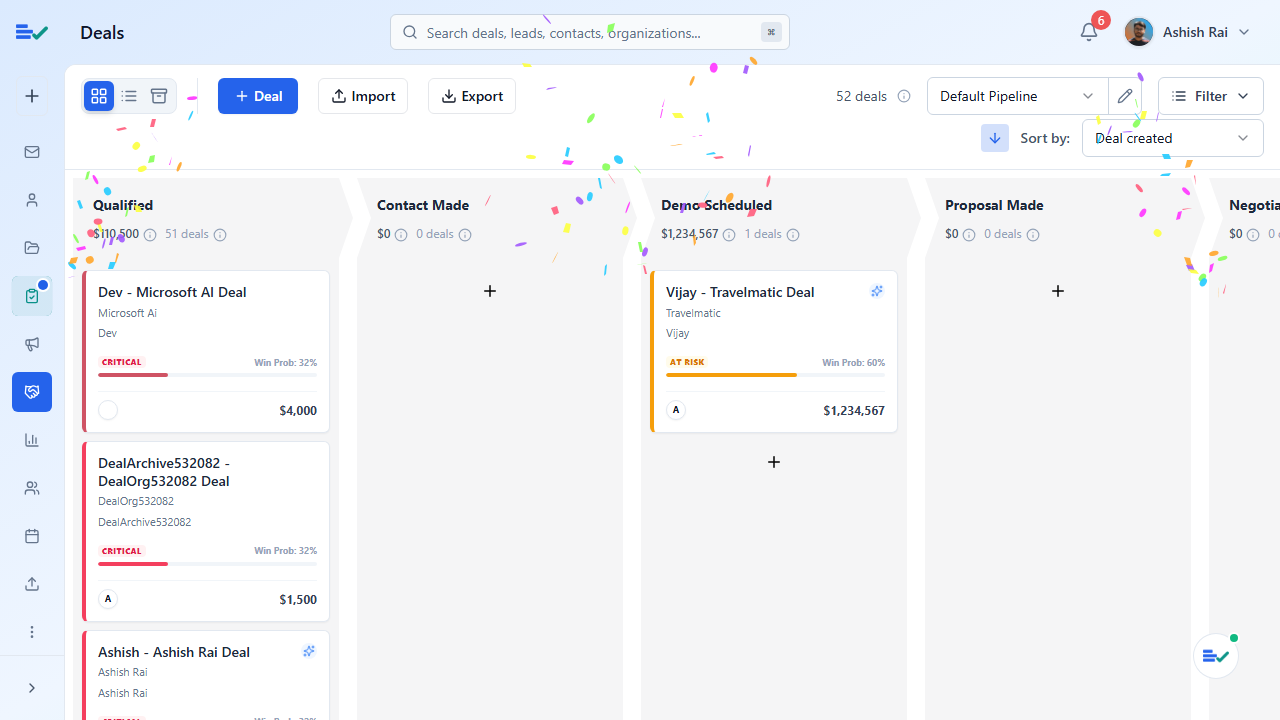 Deals
Search deals, leads, contacts, organizations...
⌘
6
Ashish Rai
+ Deal
Import
Export
52 deals
Default Pipeline
Filter
Sort by:
Deal created
Qualified
$110,500
51 deals
Contact Made
$0
0 deals
Demo Scheduled
$1,234,567
1 deals
Proposal Made
$0
0 deals
Negotia
$0
0 d
Dev - Microsoft AI Deal
Microsoft Ai
Dev
CRITICAL
Win Prob: 32%
$4,000
DealArchive532082 -
DealOrg532082 Deal
DealOrg532082
DealArchive532082
CRITICAL
Win Prob: 32%
A
$1,500
Ashish - Ashish Rai Deal
Ashish Rai
Ashish Rai
Vijay - Travelmatic Deal
Travelmatic
Vijay
AT RISK
Win Prob: 60%
A
$1,234,567